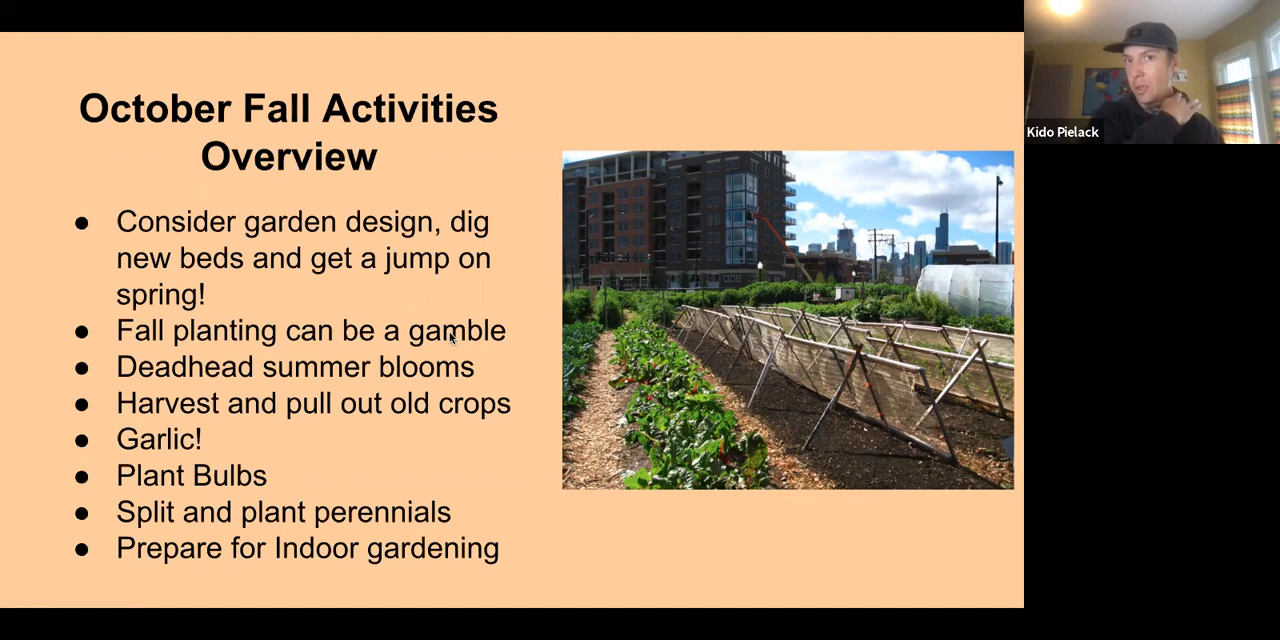 October Fall Activities
Overview
● Consider garden design, dig
new beds and get a jump on
spring!
● Fall planting can be a gamble
● Deadhead summer blooms
● Harvest and pull out old crops
● Garlic!
● Plant Bulbs
● Split and plant perennials
● Prepare for Indoor gardening
Kido Pielack